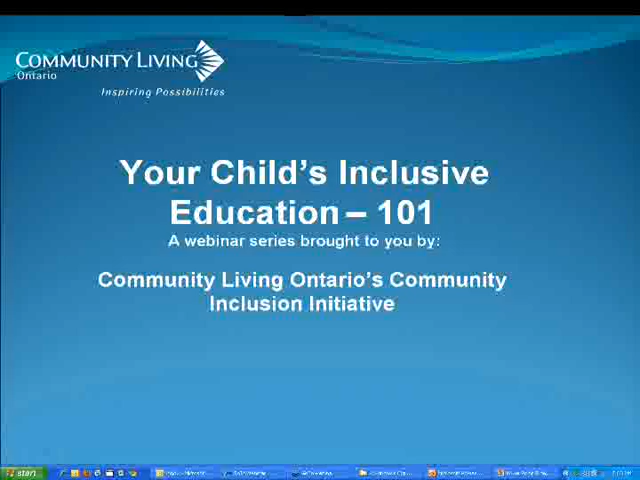 COMMUNITY LIVING
Ontario
Inspiring Possibilities
Your Child's Inclusive
Education – 101
A webinar series brought to you by:
Community Living Ontario's Community
Inclusion Initiative
start